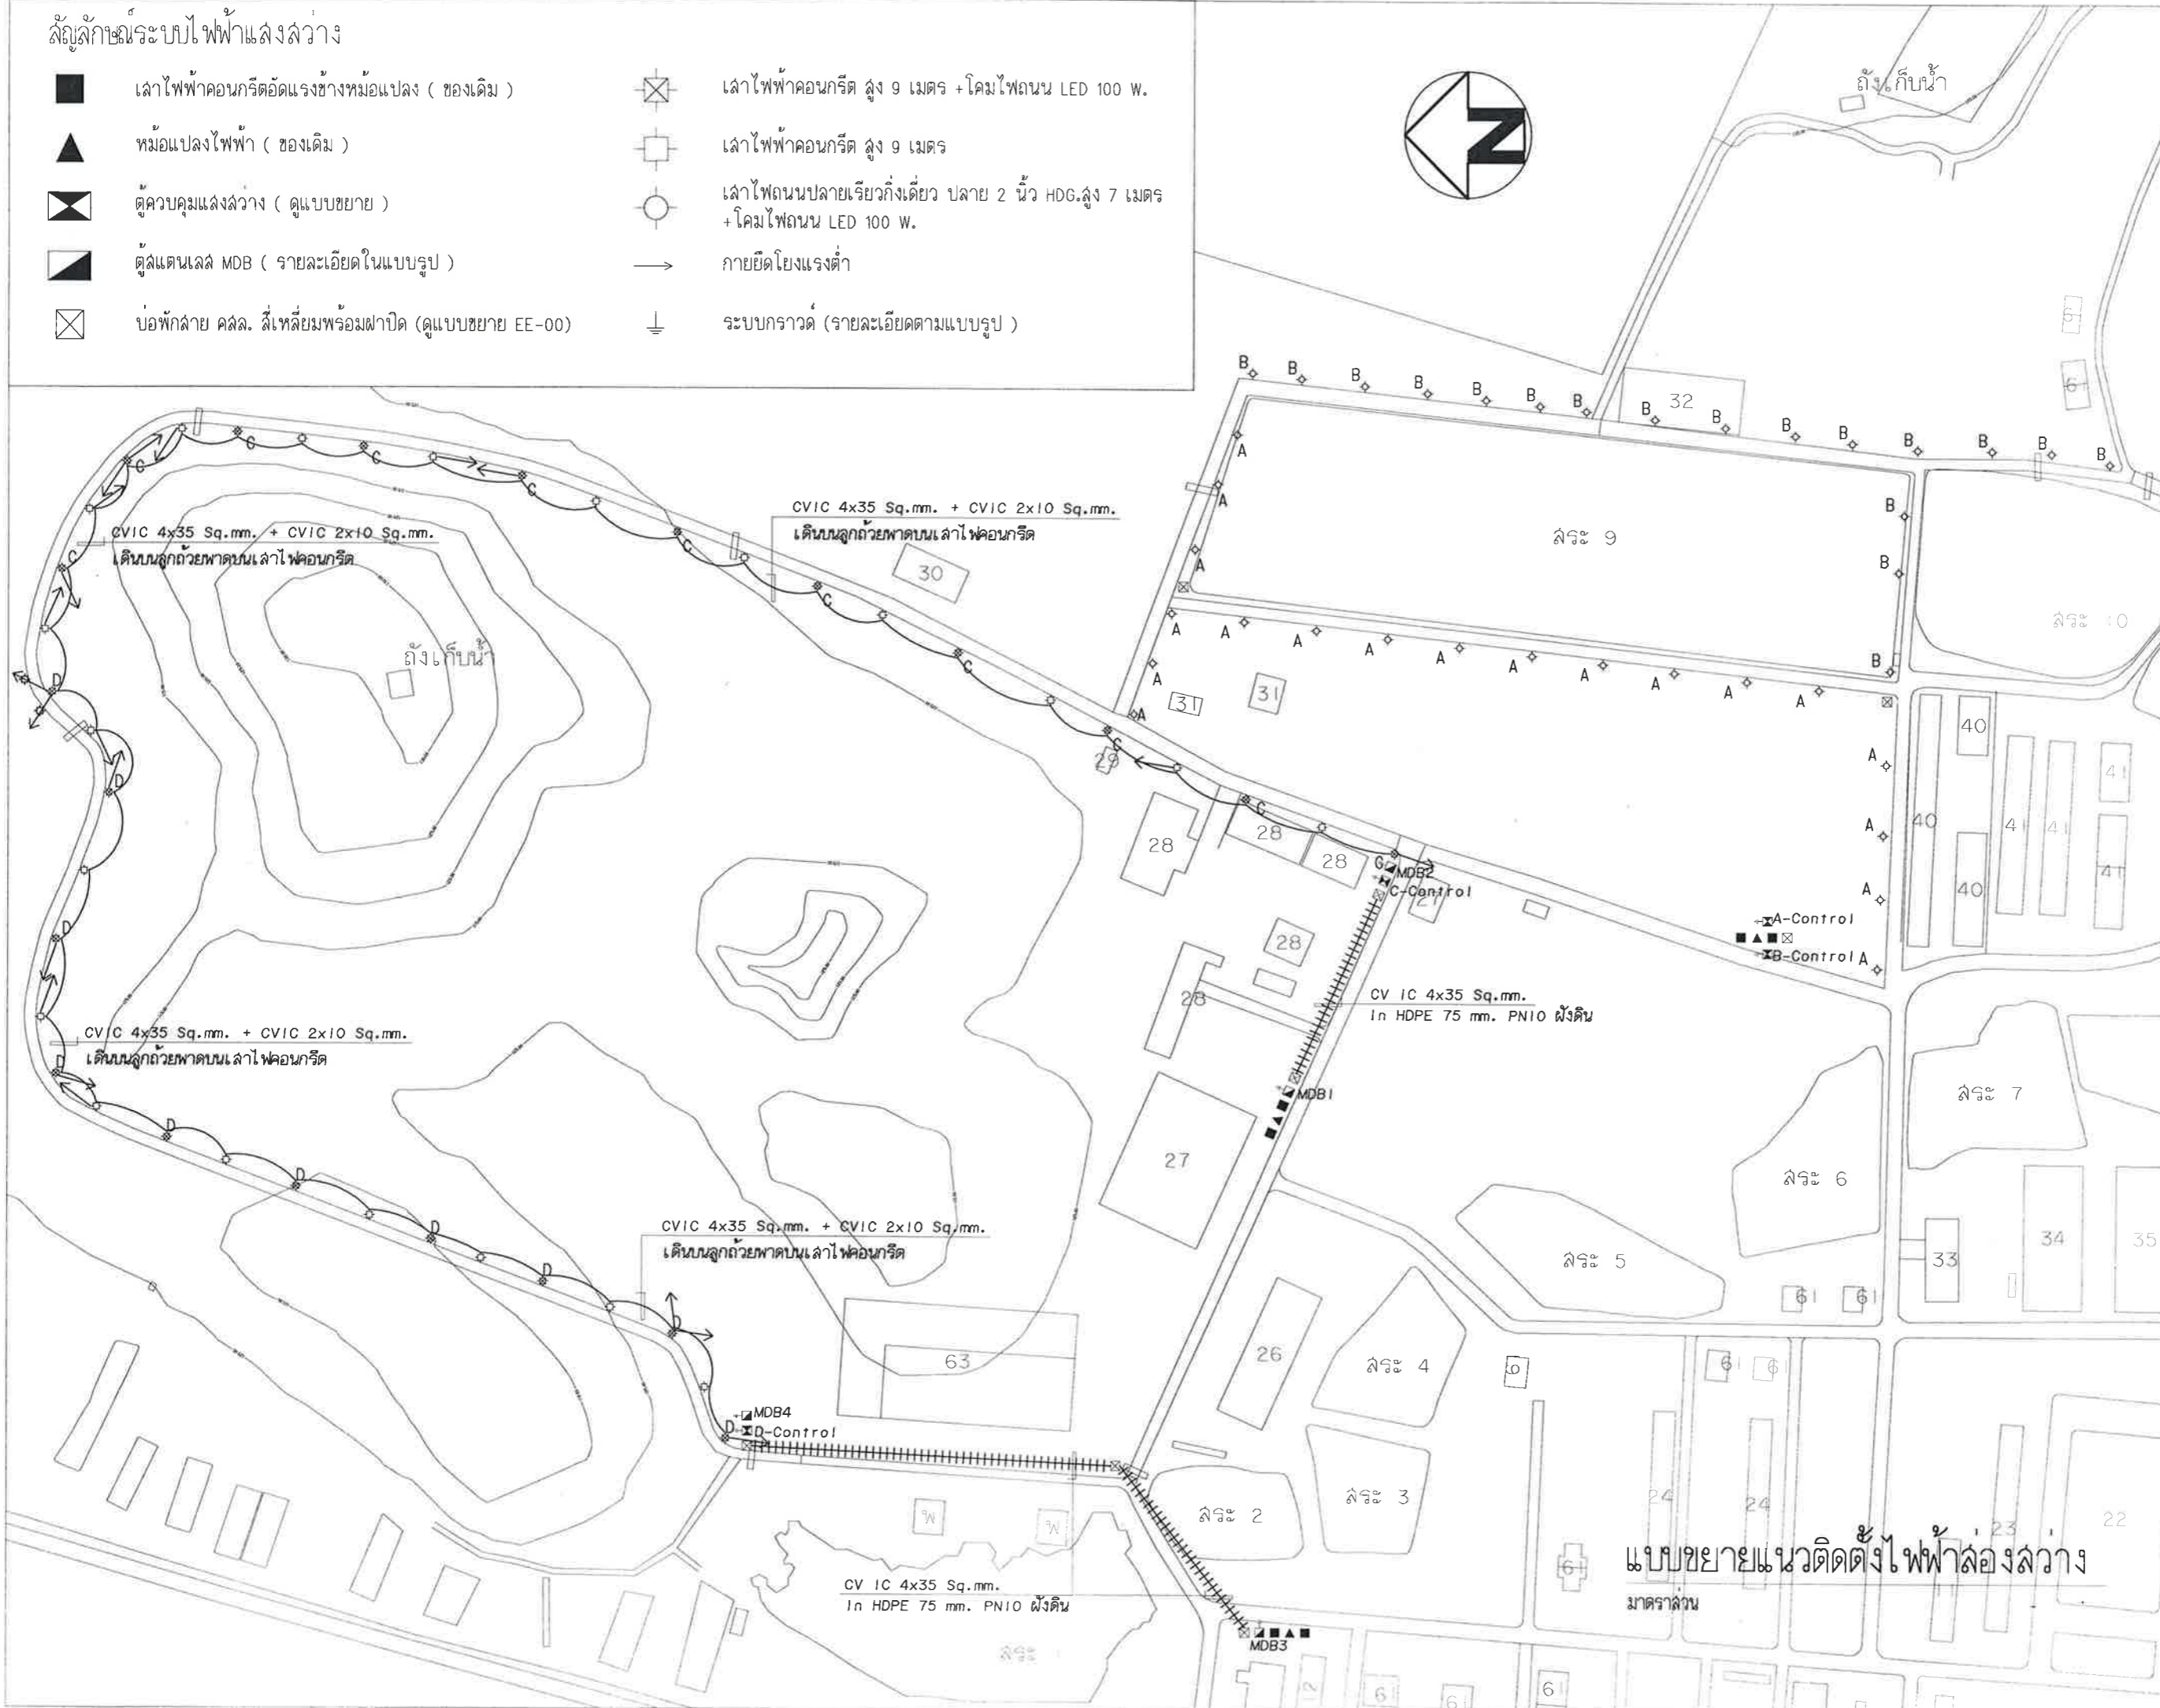 สัญลักษณ์ระบบไฟฟ้าแสงสว่าง
เสาไฟฟ้าคอนกรีตอัดแรงข้างหม้อแปลง ( ของเดิม )
หม้อแปลงไฟฟ้า ( ของเดิม )
ตู้ควบคุมแสงสว่าง ( ดูแบบขยาย )
ตู้สแตนเลส MDB ( รายละเอียดในแบบรูป )
บ่อพักสาย คสล. สี่เหลี่ยมพร้อมฝาปิด (ดูแบบขยาย EE-00)
เสาไฟฟ้าคอนกรีต สูง 9 เมตร +โคมไฟถนน LED 100 W.
เสาไฟฟ้าคอนกรีต สูง 9 เมตร
เสาไฟถนนปลายเรียวกิ่งเดี่ยว ปลาย 2 นิ้ว HDG.สูง 7 เมตร
+โคมไฟถนน LED 100 W.
กายยึดโยงแรงต่ำ
ระบบกราวด์ (รายละเอียดตามแบบรูป )
N
ถังเก็บน้ำ
61
61
B B B B B B B B B B B B B B B
32
A
A
A
สระ 9
B
B
B
สระ 10
CVIC 4x35 Sq.mm. + CVIC 2x10 Sq.mm.
เดินบนลูกถ้วยพาดบนเสาไฟคอนกรีต
CVIC 4x35 Sq.mm. + CVIC 2x10 Sq.mm.
เดินบนลูกถ้วยพาดบนเสาไฟคอนกรีต
C C C C C C C C C C C
30
ถังเก็บน้ำ
A A A A A A A A A A
A
A
31
31
29
28
28
28
40
40
40
41
41
41
41
A
A
A
A
G
MDB2
C-Control
27
A-Control
B-Control
28
28
CV IC 4x35 Sq.mm.
In HDPE 75 mm. PN10 ฝังดิน
D
D
D
D
CVIC 4x35 Sq.mm. + CVIC 2x10 Sq.mm.
เดินบนลูกถ้วยพาดบนเสาไฟคอนกรีต
MDB1
27
สระ 7
สระ 6
สระ 5
33
34
35
61
61
D D D D D
CVIC 4x35 Sq.mm. + CVIC 2x10 Sq.mm.
เดินบนลูกถ้วยพาดบนเสาไฟคอนกรีต
63
26
สระ 4
61
61
MDB4
D D-Control
สระ 2
สระ 3
24
24
23
22
พ
พ
61
CV IC 4x35 Sq.mm.
In HDPE 75 mm. PN10 ฝังดิน
สระ
MDB3
12
61
61
61
แบบขยายแนวติดตั้งไฟฟ้าส่องสว่าง
มาตราส่วน